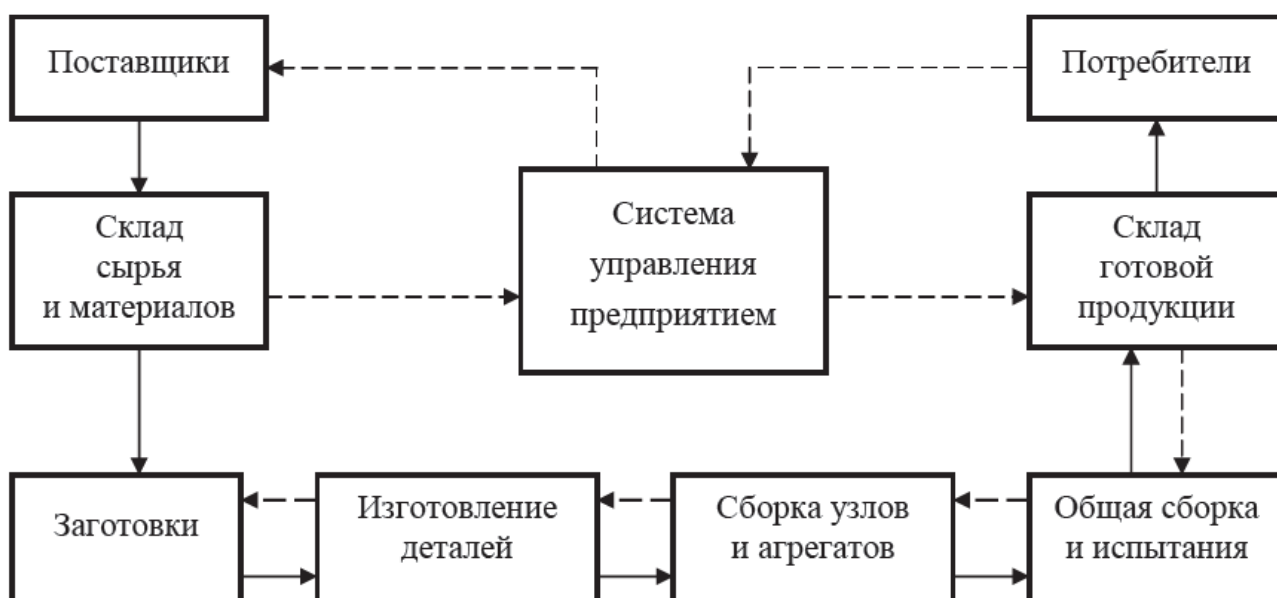 Поставщики
Потребители
Склад
сырья
и материалов
Система
управления
предприятием
Склад
готовой
продукции
Заготовки
Изготовление
деталей
Сборка узлов
и агрегатов
Общая сборка
и испытания